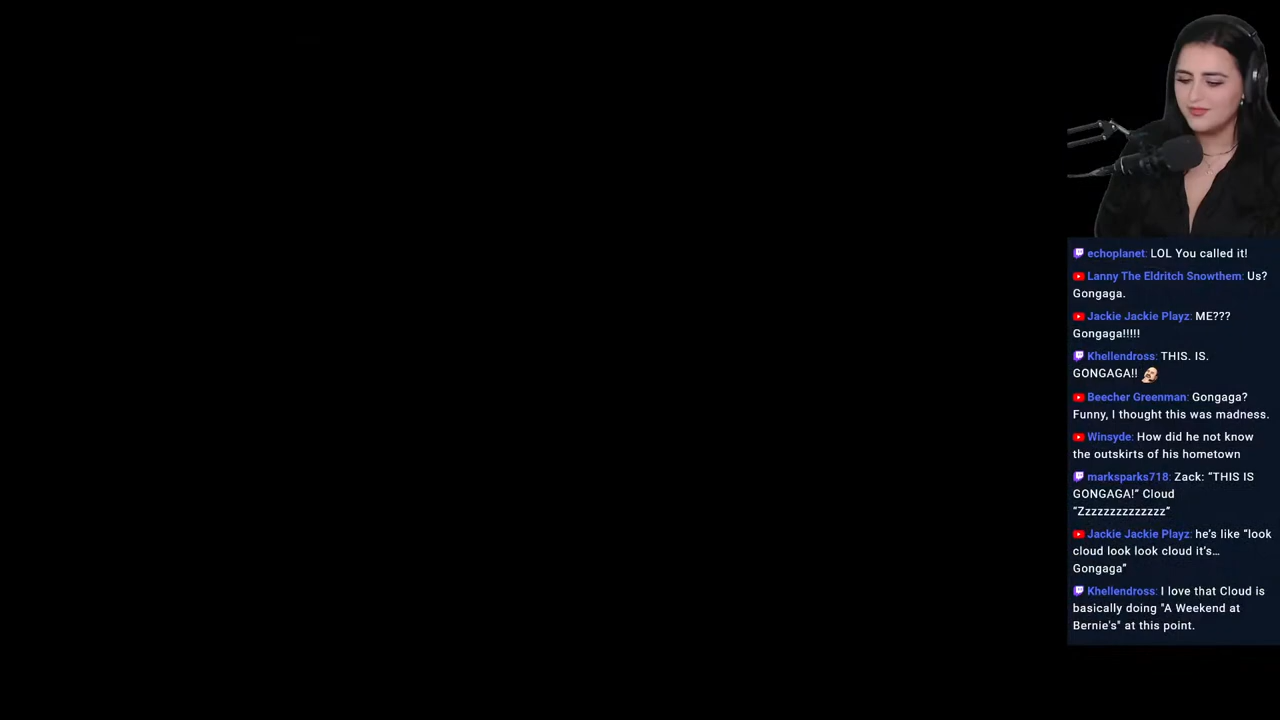 echoplanet: LOL You called it!
Lanny The Eldritch Snowthem: Us?
Gongaga.
Jackie Jackie Playz: ME???
Gongaga!!!!!
Khellendross: THIS. IS.
GONGAGA!!
Beecher Greenman: Gongaga?
Funny, I thought this was madness.
Winsyde: How did he not know
the outskirts of his hometown
marksparks718: Zack: “THIS IS
GONGAGA!” Cloud
“Zzzzzzzzzzzzz”
Jackie Jackie Playz: he’s like “look
cloud look look cloud it’s…
Gongaga”
Khellendross: I love that Cloud is
basically doing "A Weekend at
Bernie's" at this point.